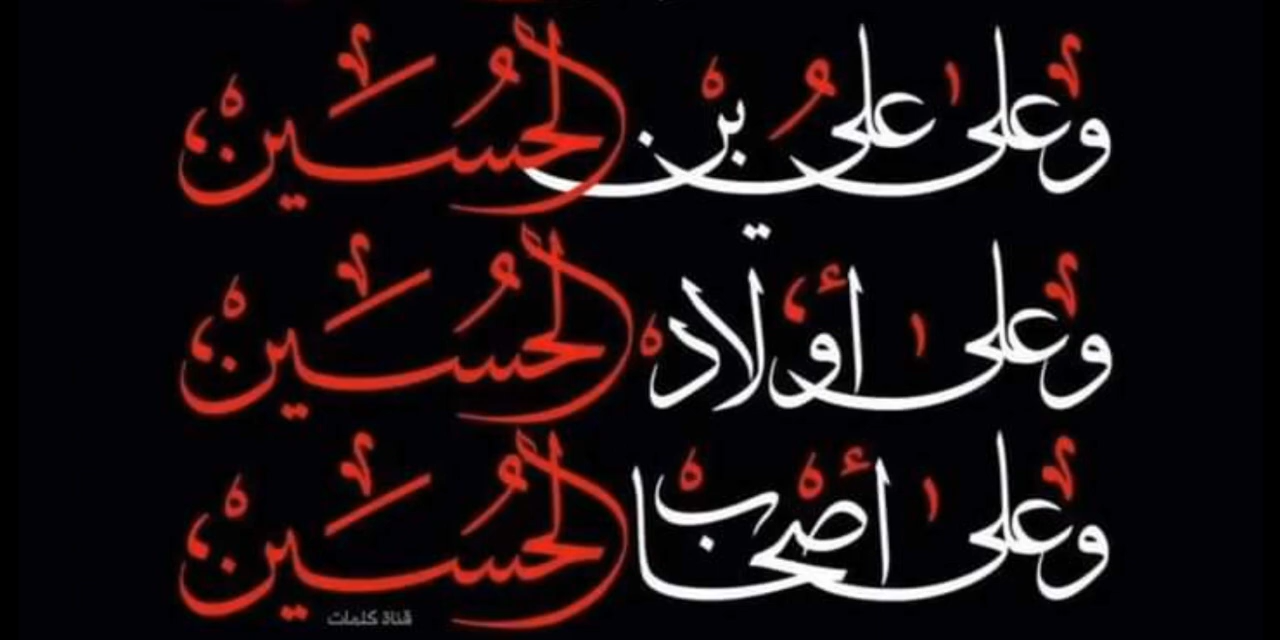 وعلى علي بن الحسين
وعلى أولاد الحسين
وعلى أصحاب الحسين
قناة كلمات